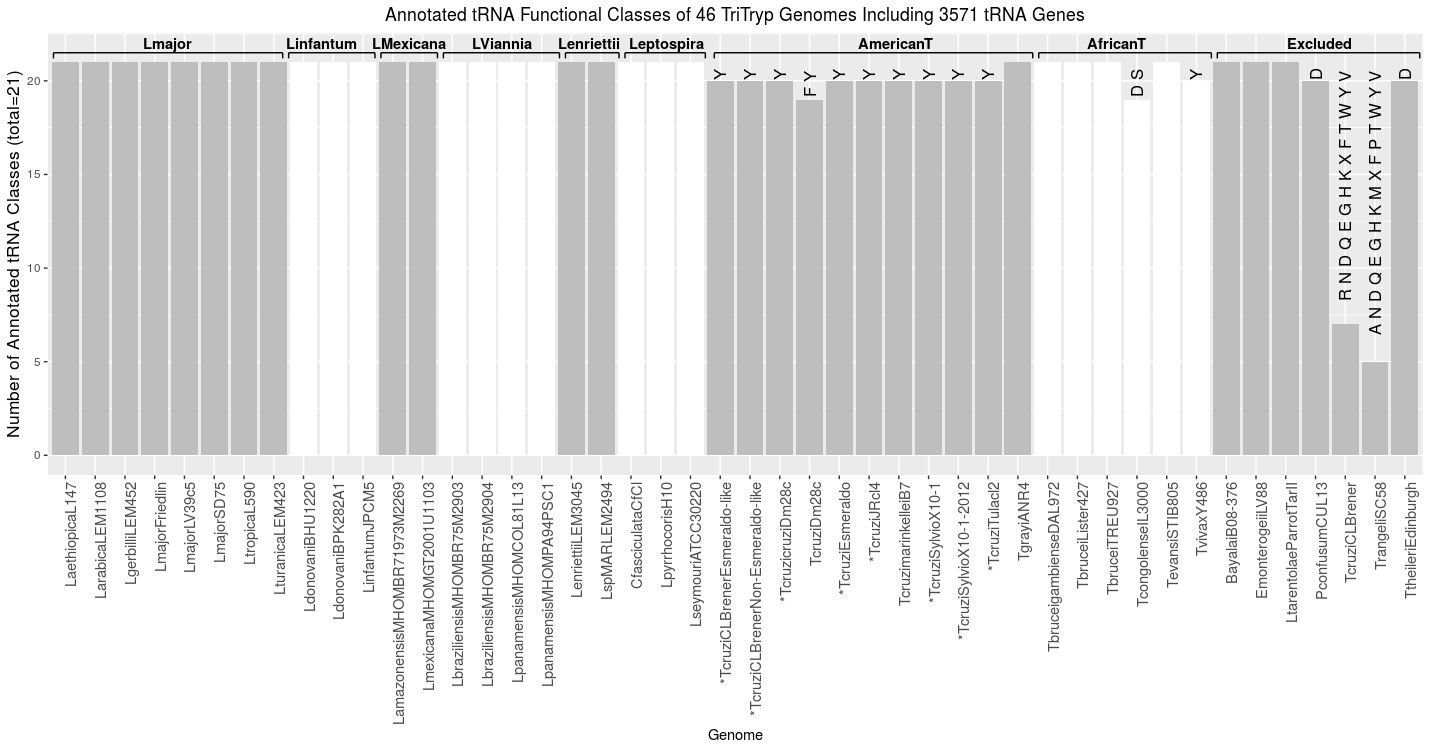 Annotated tRNA Functional Classes of 46 TriTryp Genomes Including 3571 tRNA Genes
Lmajor
Linfantum
LMexicana
LViannia
Lenriettii
Leptospira
AmericanT
AfricanT
Excluded
Number of Annotated tRNA Classes (total=21)
20
15
10
5
0
Y
Y
Y
F Y
Y
Y
Y
Y
Y
Y
D S
Y
D
R N D Q E G H K X F T W Y V
A N D Q E G H K M X F P T W Y V
D
LaethiopicaL147
LarabicaLEM1108
LgerbiliLEM452
LmajorFriedlin
LmajorLV39c5
LmajorSD75
LtropicaL590
LturanicaLEM423
LdonovaniBHU1220
LdonovaniBPK282A1
LinfantumJPCM5
LamazonensisMHOMBR71973M2269
LmexicanaMHOMGT2001U1103
LbraziliensisMHOMBR75M2903
LbraziliensisMHOMBR75M2904
LpanamensisMHOMCOL81L13
LpanamensisMHOMPA94PSC1
LenriettiiLEM3045
LspMARLEM2494
CfasciculataCfCl
LpyrrhocorisH10
LseymouriATCC30220
*TcruziCLBrenerEsmeraldo-like
*TcruziCLBrenerNon-Esmeraldo-like
*TcruzicruziDm28c
TcruziDm28c
*TcruziEsmeraldo
*TcruziJRcl4
TcruzimarinkelleiB7
*TcruziSylvioX10-1
*TcruziSylvioX10-1-2012
*TcruziTulacl2
TgrayiANR4
TbruceigambienseDAL972
TbruceiLister427
TbruceiTREU927
TcongolenseIL3000
TevansiSTIB805
TvivaxY486
BayalaiB08-376
EmonterogeiiLV88
LtarentolaeParrotTarII
PconfusumCUL13
TcruziCLBrener
TrangeliSC58
TtheileriEdinburgh
Genome